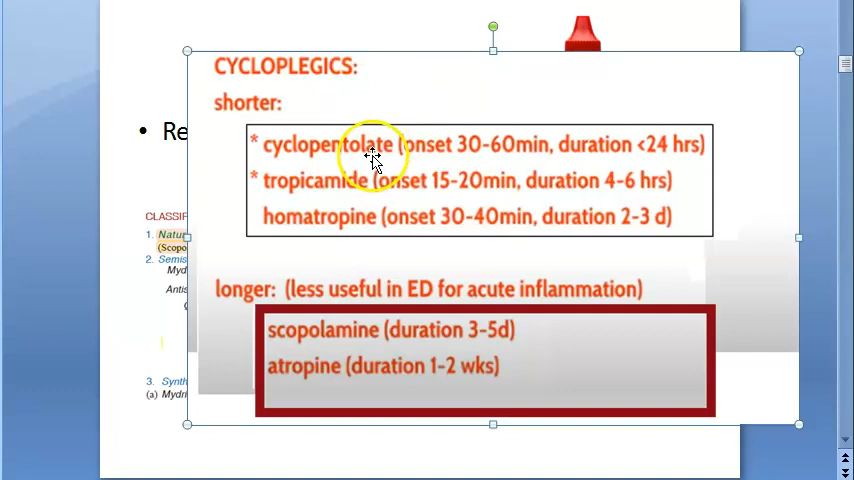 CYCLOPLEGICS:
shorter:
* cyclopentolate (onset 30-60min, duration <24 hrs)
* tropicamide (onset 15-20min, duration 4-6 hrs)
homatropine (onset 30-40min, duration 2-3 d)
longer: (less useful in ED for acute inflammation)
scopolamine (duration 3-5d)
atropine (duration 1-2 wks)
• Re
CLASSIF
1. Natu
(Scopo
2. Semis
Myd
Antis
3. Synth
(a) Mydri